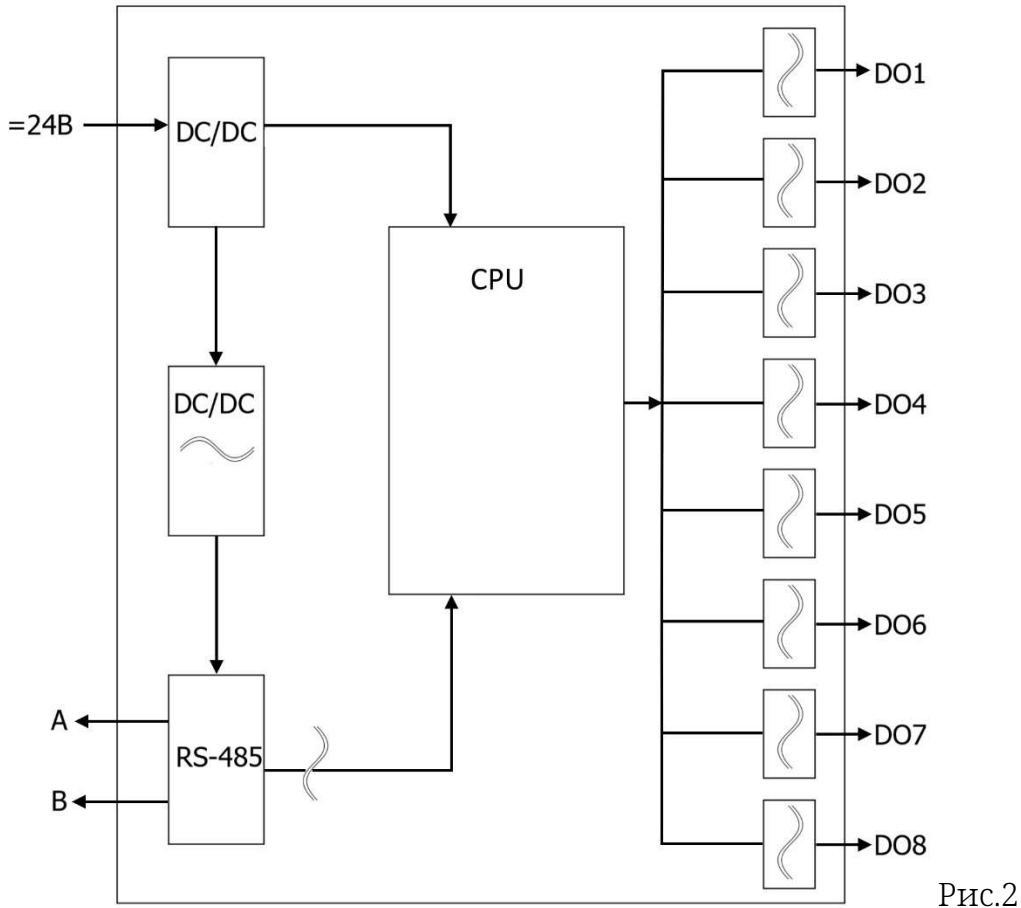 =24В
DC/DC
DC/DC
CPU
RS-485
A
B
DO1
DO2
DO3
DO4
DO5
DO6
DO7
DO8
Рис.2